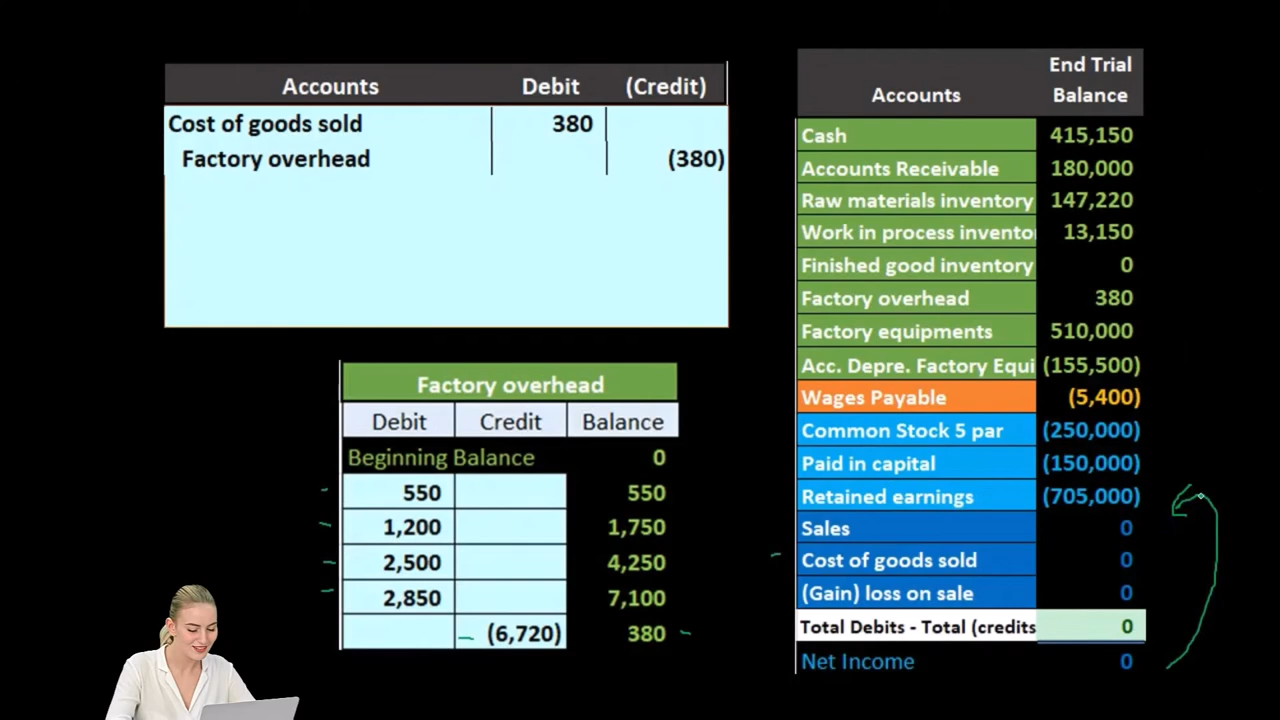 Accounts Debit (Credit)
Cost of goods sold 380
Factory overhead (380)
Factory overhead
Debit Credit Balance
Beginning Balance 0
550 550
1,200 1,750
2,500 4,250
2,850 7,100
(6,720) 380
Accounts End Trial Balance
Cash 415,150
Accounts Receivable 180,000
Raw materials inventory 147,220
Work in process invento 13,150
Finished good inventory 0
Factory overhead 380
Factory equipments 510,000
Acc. Depre. Factory Equi (155,500)
Wages Payable (5,400)
Common Stock 5 par (250,000)
Paid in capital (150,000)
Retained earnings (705,000)
Sales 0
Cost of goods sold 0
(Gain) loss on sale 0
Total Debits - Total (credits 0
Net Income 0